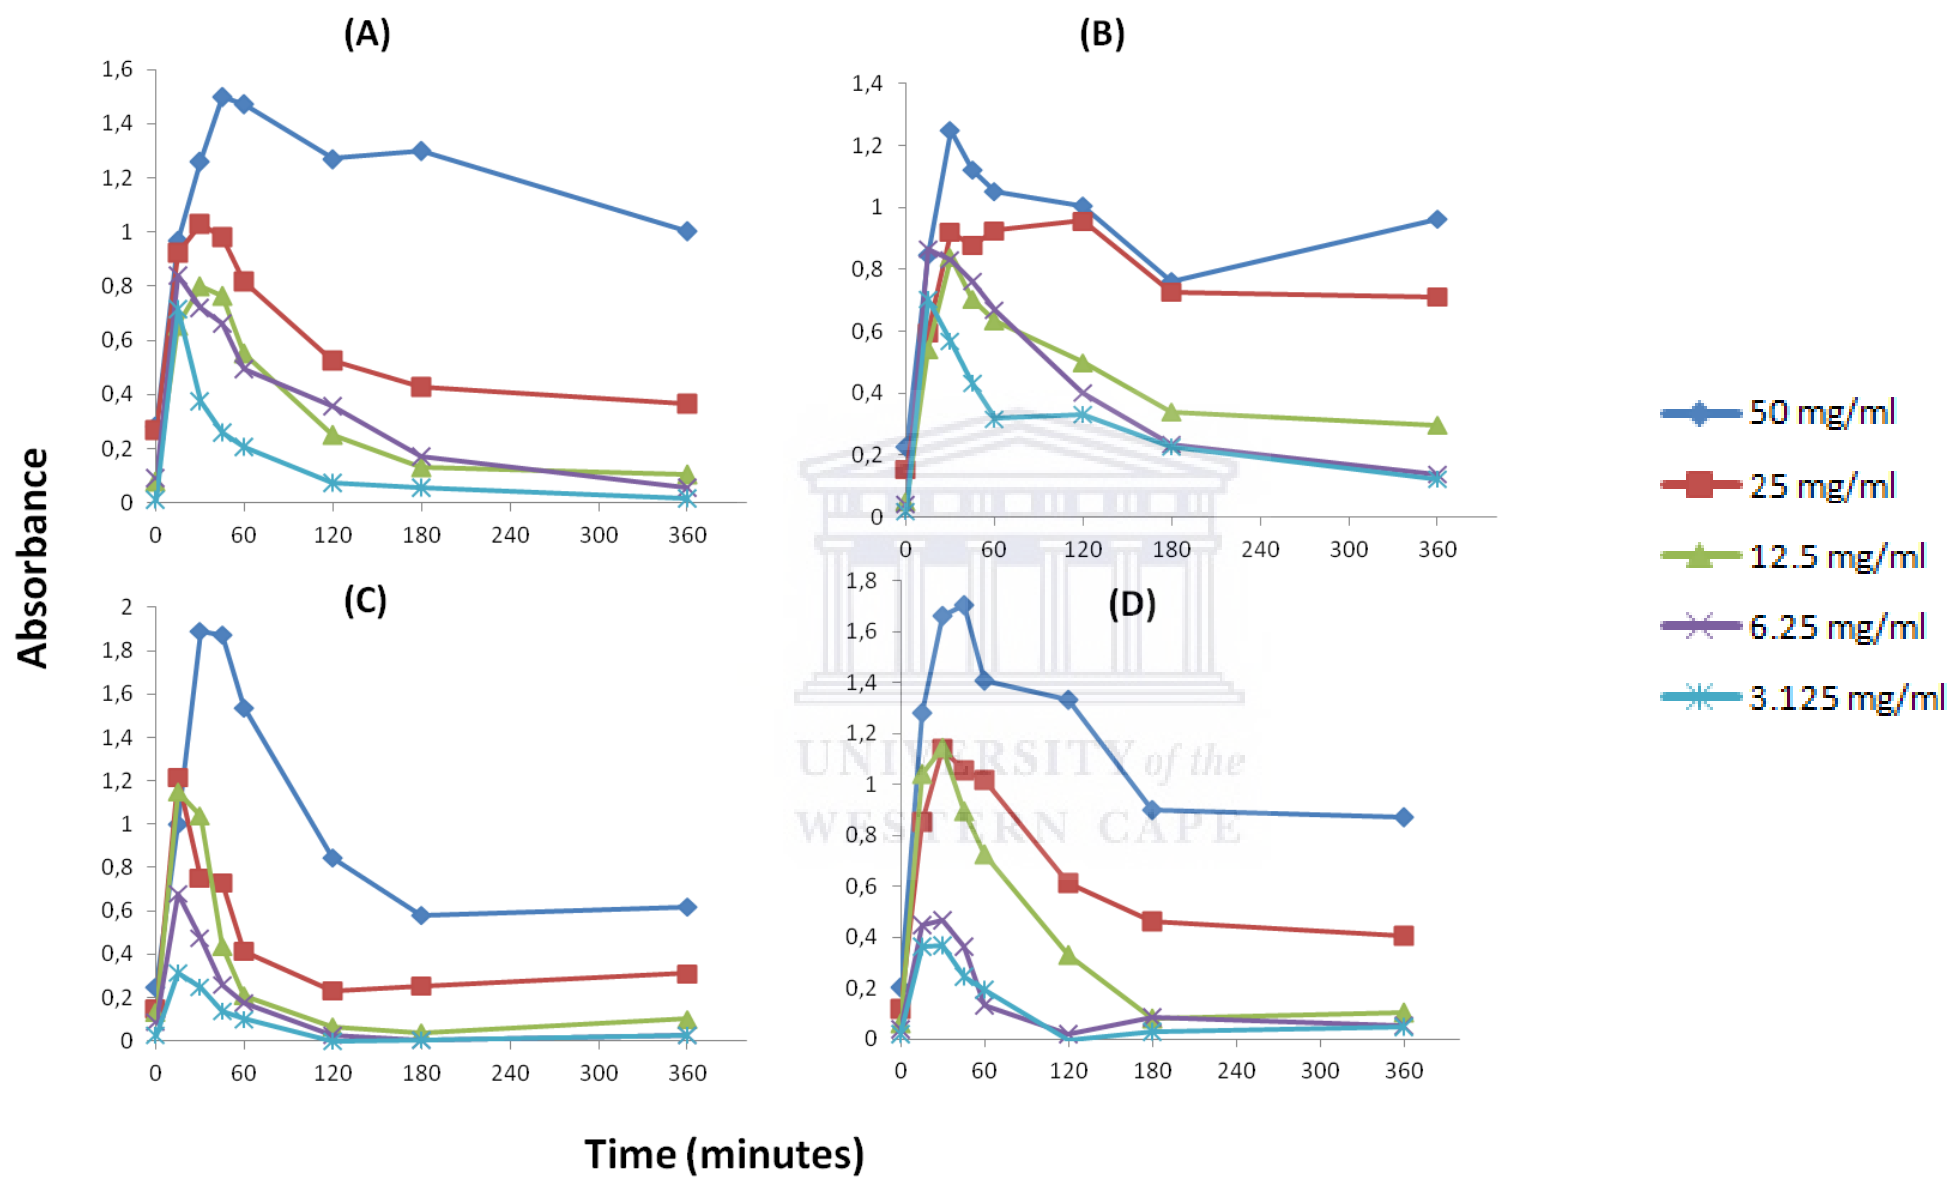 (A)
1,6
1,4
1,2
1
0,8
0,6
0,4
0,2
0
0 60 120 180 240 300 360
(B)
1,4
1,2
1
0,8
0,6
0,4
0,2
0
0 60 120 180 240 300 360
(C)
2
1,8
1,6
1,4
1,2
1
0,8
0,6
0,4
0,2
0
0 60 120 180 240 300 360
(D)
1,8
1,6
1,4
1,2
1
0,8
0,6
0,4
0,2
0
0 60 120 180 240 300 360
Absorbance
Time (minutes)
50 mg/ml
25 mg/ml
12.5 mg/ml
6.25 mg/ml
3.125 mg/ml
UNIVERSITY of the
WESTERN CAPE